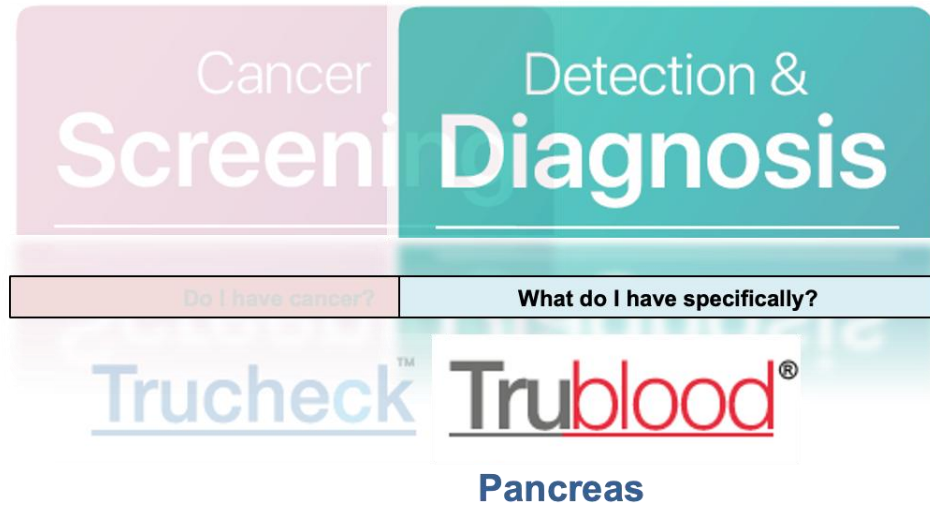 Cancer
Screening
Detection &
Diagnosis
Do I have cancer?
What do I have specifically?
Trucheck™
Trublood®
Pancreas